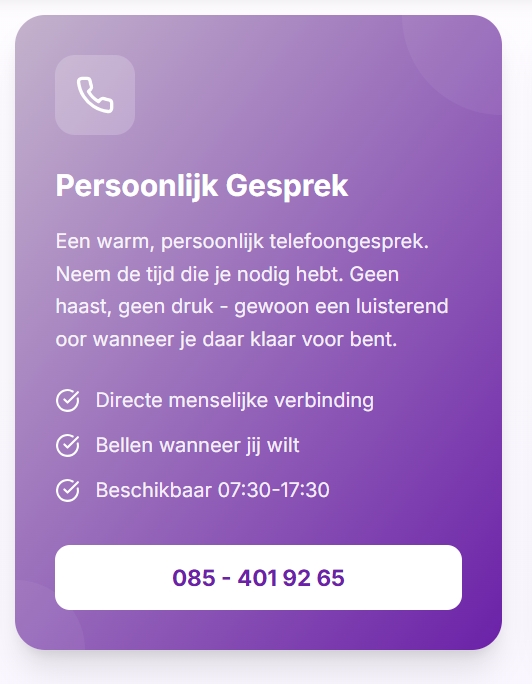 Persoonlijk Gesprek
Een warm, persoonlijk telefoongesprek.
Neem de tijd die je nodig hebt. Geen
haast, geen druk - gewoon een luisterend
oor wanneer je daar klaar voor bent.
Directe menselijke verbinding
Bellen wanneer jij wilt
Beschikbaar 07:30-17:30
085 - 401 92 65